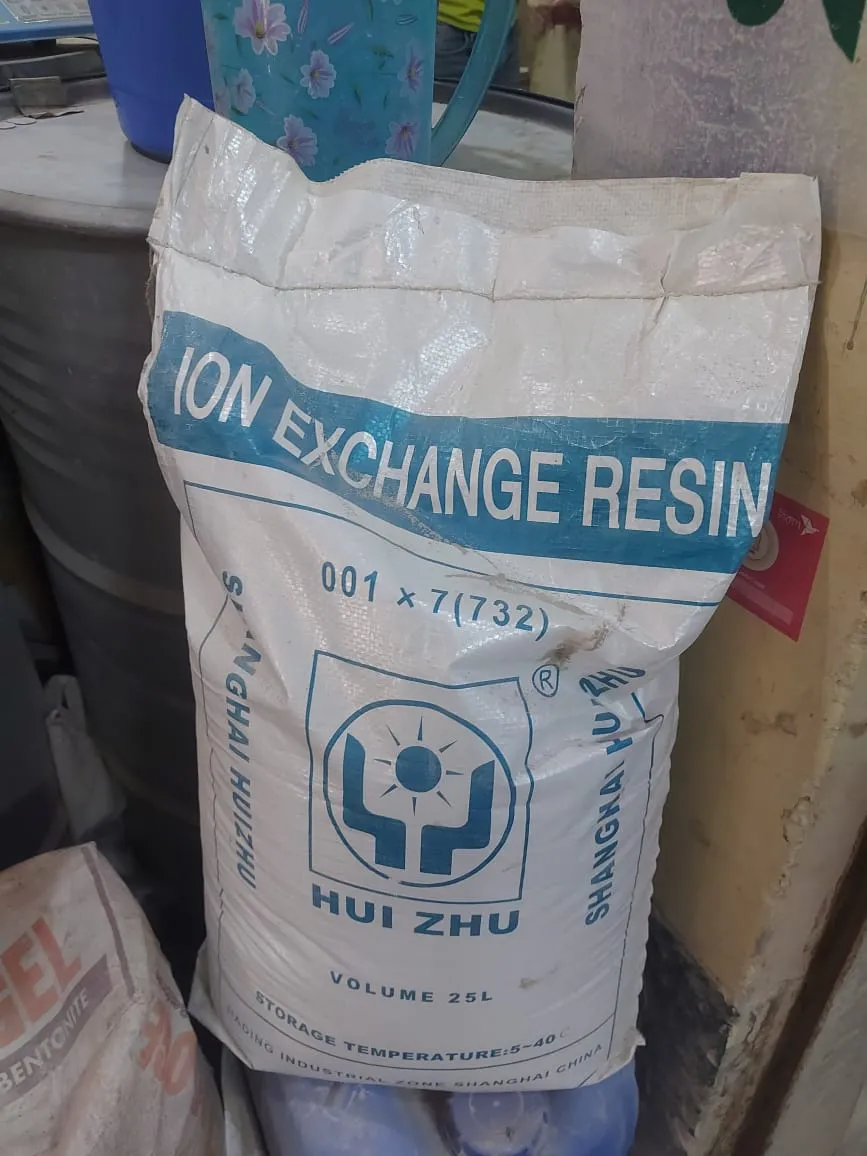 ION EXCHANGE RESIN
001 × 7(732)
®
SHANGHAI HUIZHU
SHANGHAI HUIZHU
HUI ZHU
VOLUME 25L
STORAGE TEMPERATURE:5~40 C
INDUSTRIAL ZONE SHANGHAI CHINA
GEL
BENTONITE